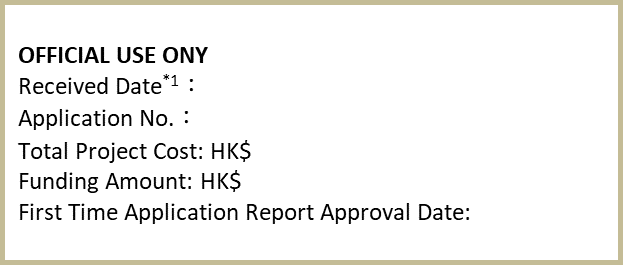 OFFICIAL USE ONY
Received Date*1：
Application No.：
Total Project Cost: HK$
Funding Amount: HK$
First Time Application Report Approval Date: